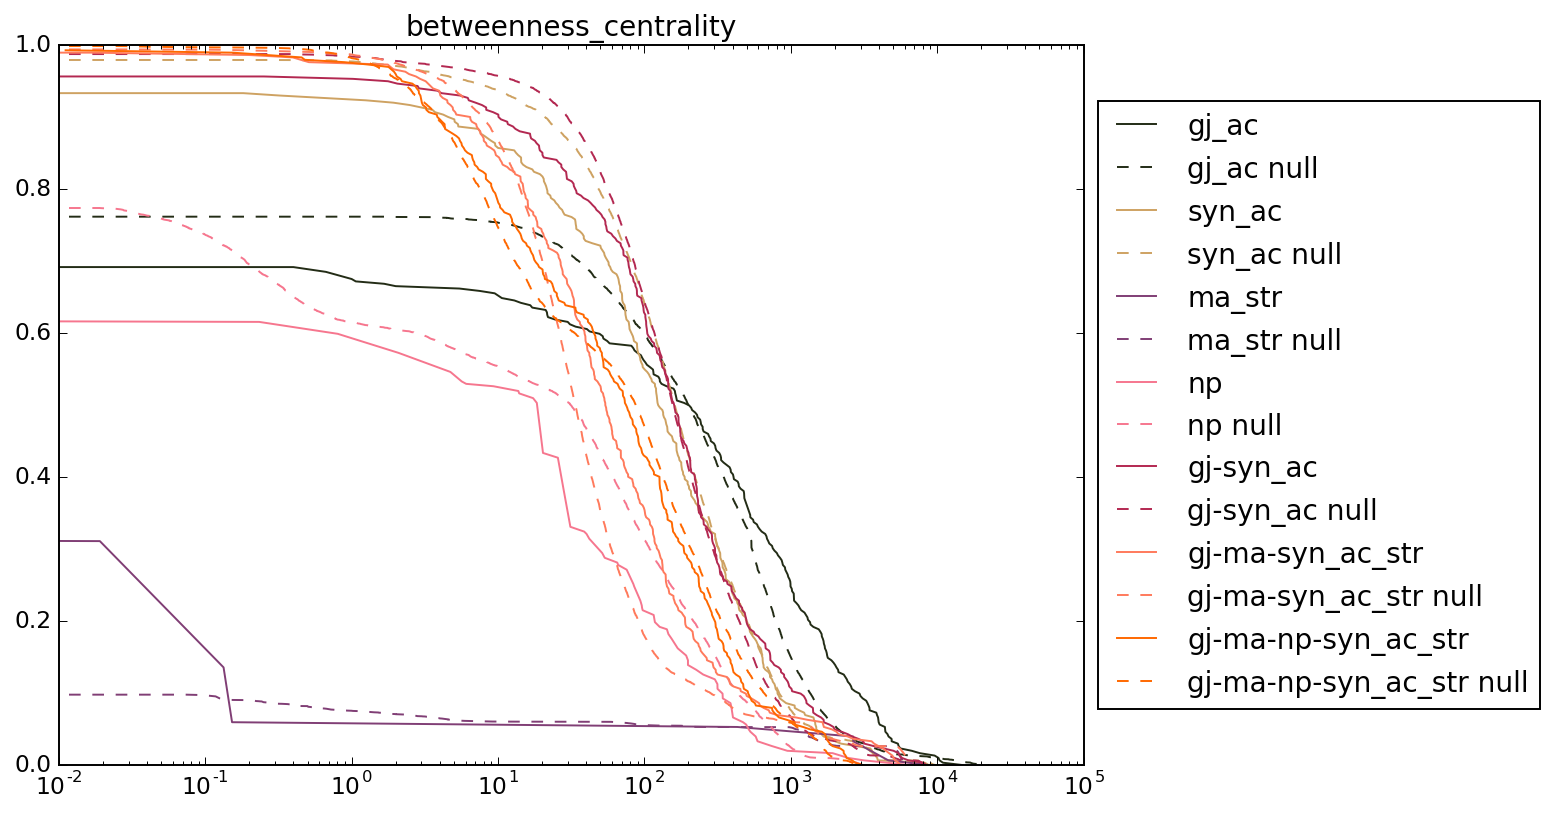 betweenness_centrality
1.0
0.8
0.6
0.4
0.2
0.0
10^-2 10^-1 10^0 10^1 10^2 10^3 10^4 10^5
gj_ac
gj_ac null
syn_ac
syn_ac null
ma_str
ma_str null
np
np null
gj-syn_ac
gj-syn_ac null
gj-ma-syn_ac_str
gj-ma-syn_ac_str null
gj-ma-np-syn_ac_str
gj-ma-np-syn_ac_str null